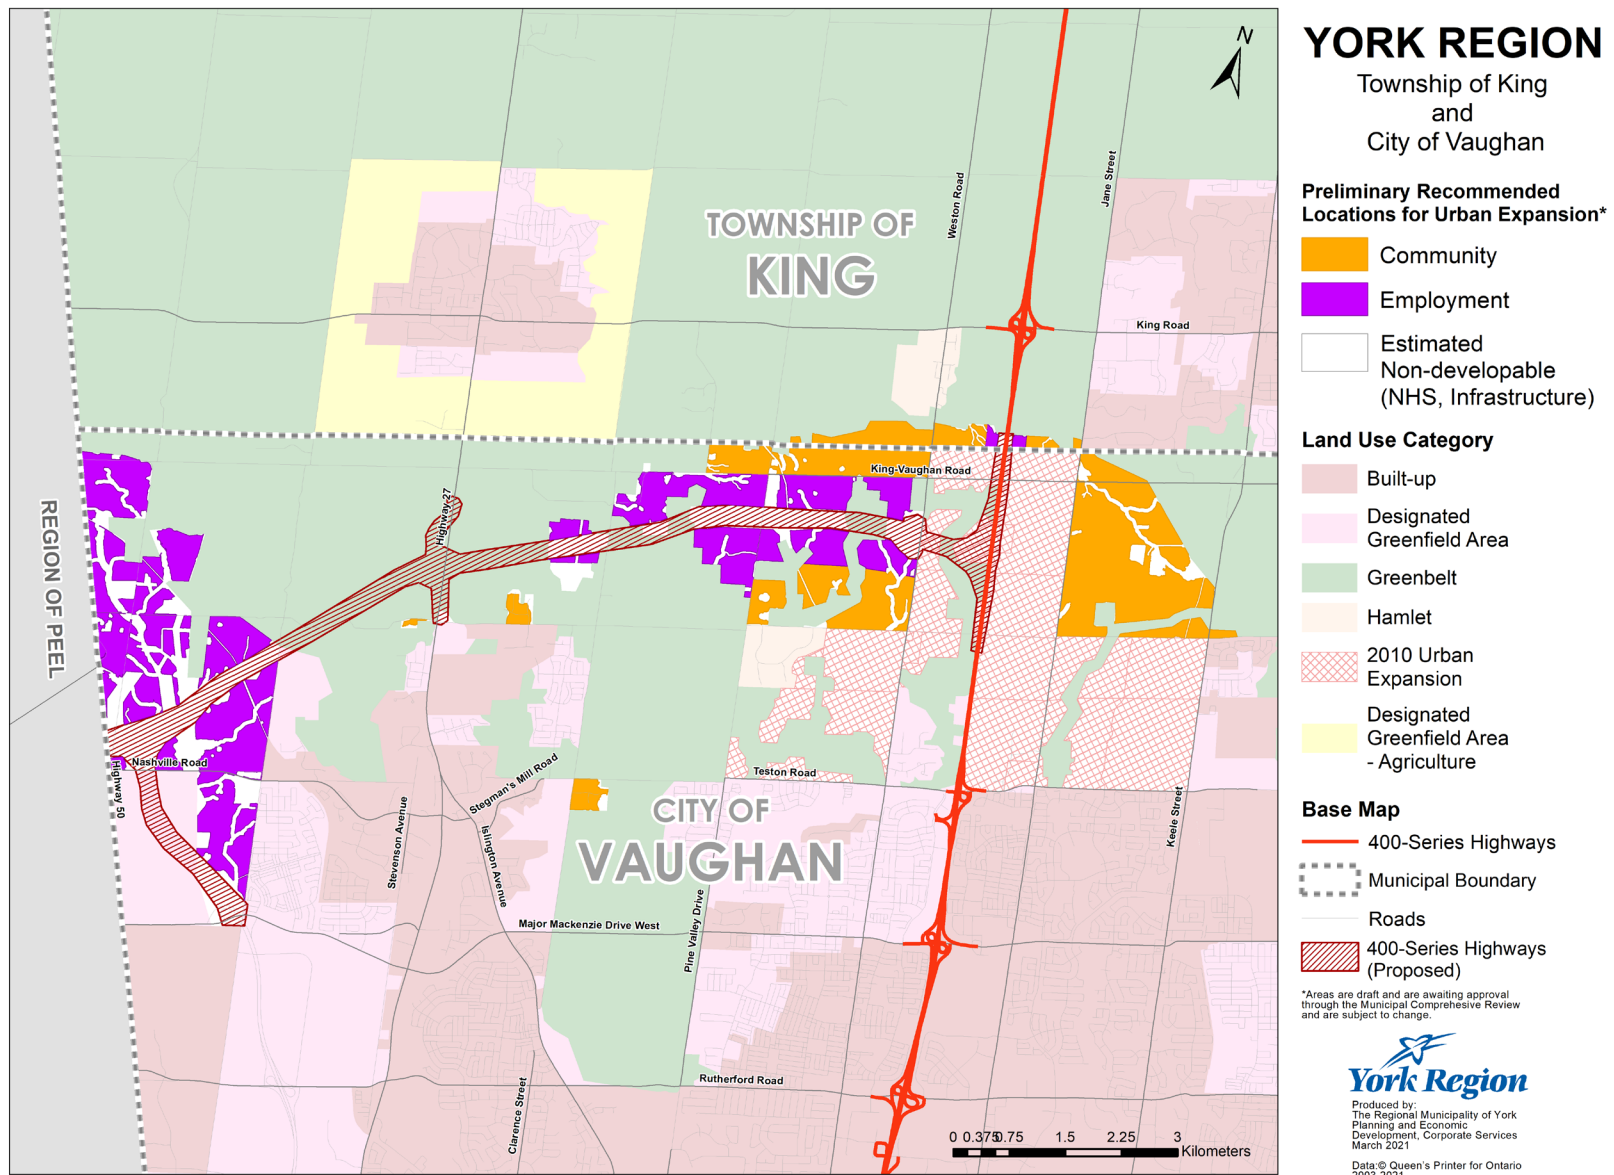 YORK REGION
Township of King
and
City of Vaughan
Preliminary Recommended
Locations for Urban Expansion*
Community
Employment
Estimated
Non-developable
(NHS, Infrastructure)
Land Use Category
Built-up
Designated
Greenfield Area
Greenbelt
Hamlet
2010 Urban
Expansion
Designated
Greenfield Area
- Agriculture
Base Map
400-Series Highways
Municipal Boundary
Roads
400-Series Highways
(Proposed)
*Areas are draft and are awaiting approval
through the Municipal Comprehesive Review
and are subject to change.
York Region
Produced by:
The Regional Municipality of York
Planning and Economic
Development, Corporate Services
March 2021
Data:© Queen's Printer for Ontario
2003-2021
N
TOWNSHIP OF
KING
Weston Road
Jane Street
King Road
King-Vaughan Road
Highway 27
REGION OF PEEL
Nashville Road
Highway 50
Stegman's Mill Road
Teston Road
CITY OF
VAUGHAN
Stevenson Avenue
Islington Avenue
Keele Street
Major Mackenzie Drive West
Pine Valley Drive
Rutherford Road
Clarence Street
0 0.375 0.75 1.5 2.25 3
Kilometers